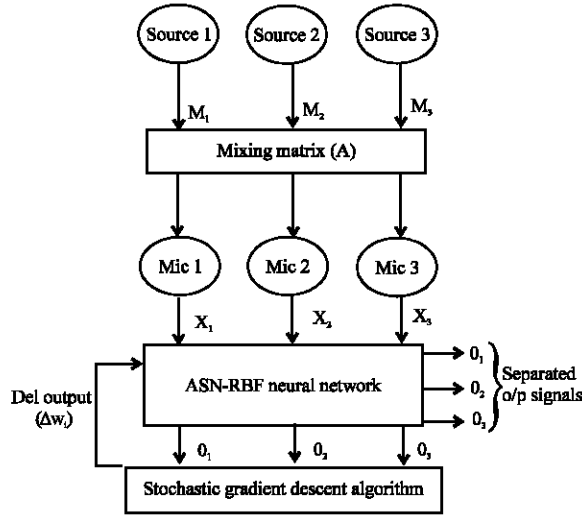 Source 1 Source 2 Source 3
M₁ M₂ M₃
Mixing matrix (A)
Mic 1 Mic 2 Mic 3
X₁ X₂ X₃
ASN-RBF neural network
0₁
0₂
0₃
Separated
o/p signals
Del output
(Δwᵢ)
0₁ 0₂ 0₃
Stochastic gradient descent algorithm